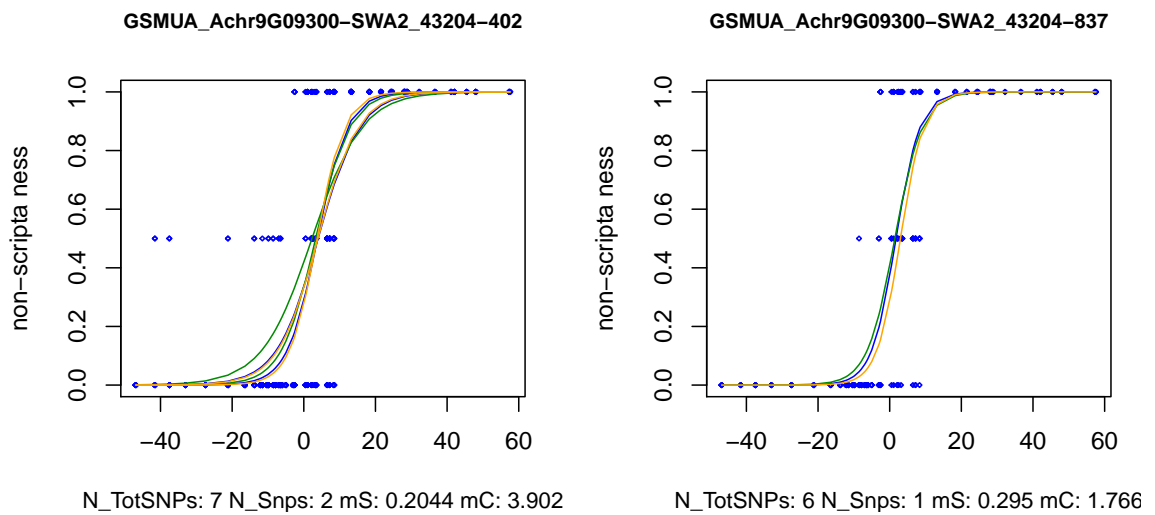 GSMUA_Achr9G09300−SWA2_43204−402
non−scripta ness
0.0 0.2 0.4 0.6 0.8 1.0
−40 −20 0 20 40 60
N_TotSNPs: 7 N_Snps: 2 mS: 0.2044 mC: 3.902
GSMUA_Achr9G09300−SWA2_43204−837
non−scripta ness
0.0 0.2 0.4 0.6 0.8 1.0
−40 −20 0 20 40 60
N_TotSNPs: 6 N_Snps: 1 mS: 0.295 mC: 1.766